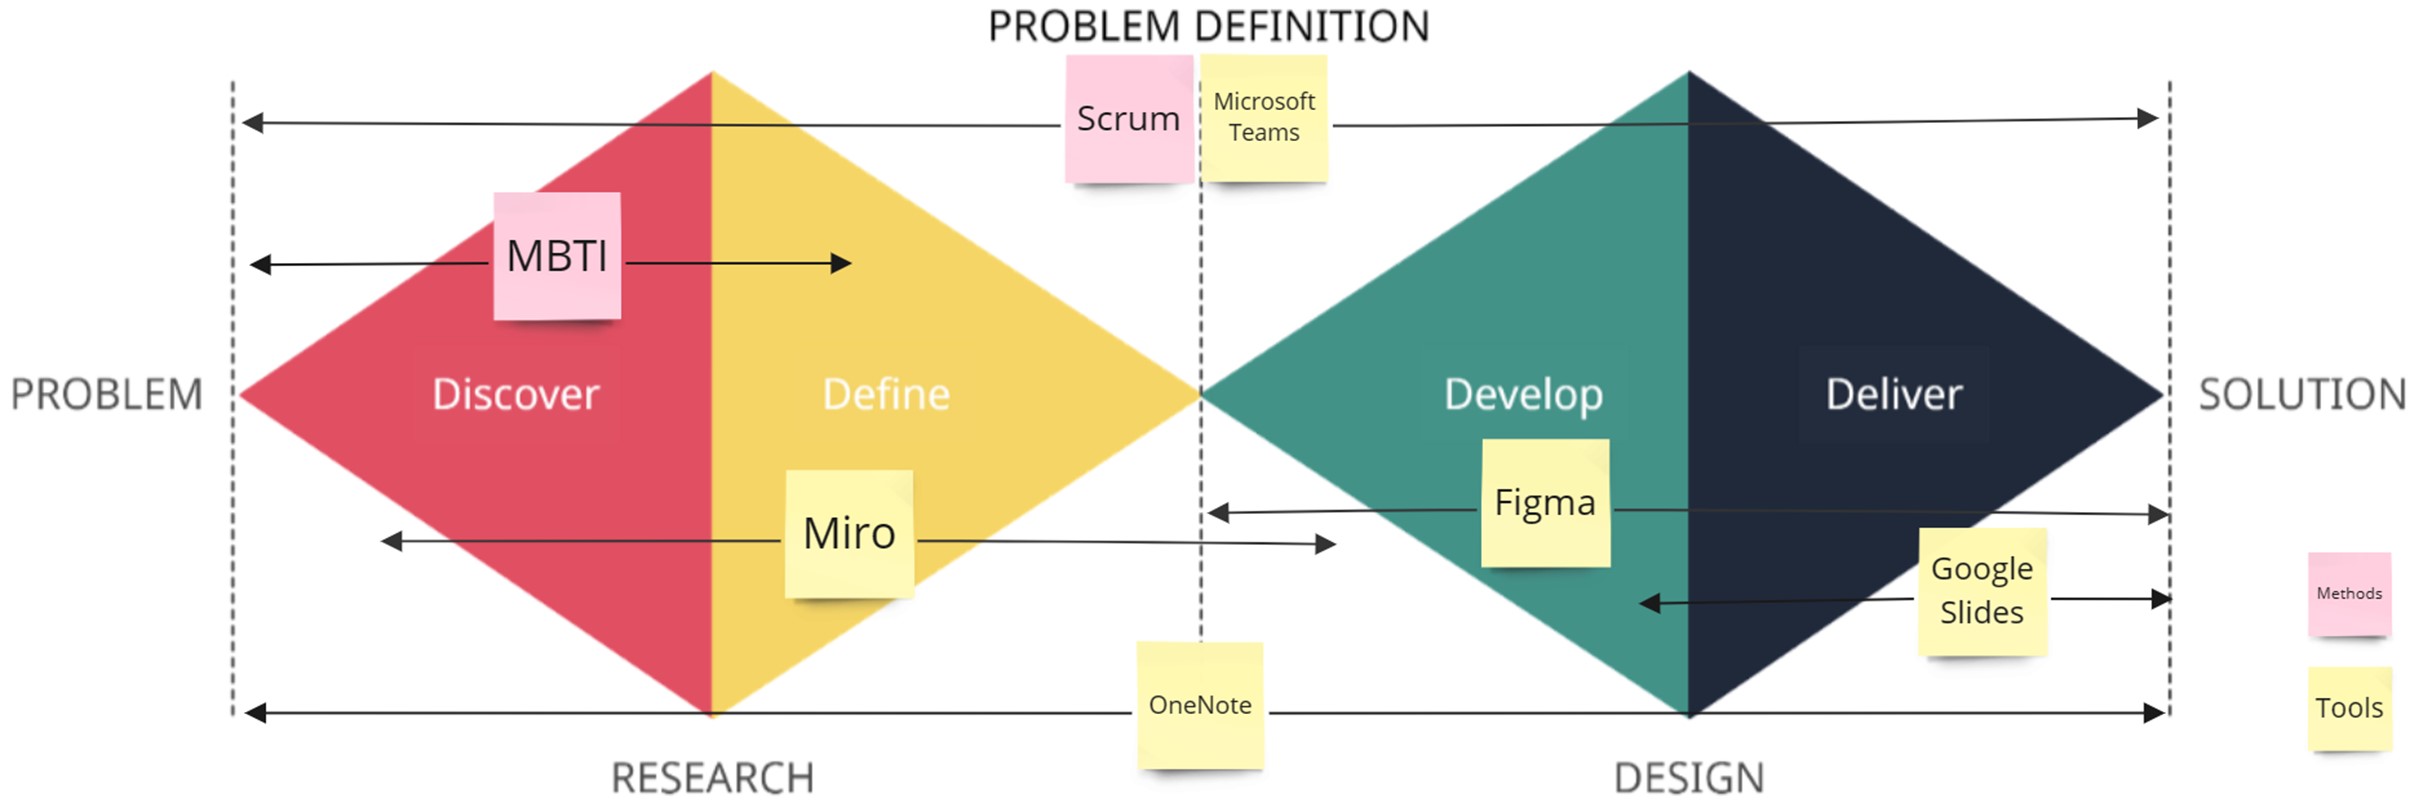 PROBLEM DEFINITION
Scrum
Microsoft
Teams
MBTI
PROBLEM
Discover
Define
Develop
Deliver
SOLUTION
Miro
Figma
Google
Slides
Methods
OneNote
Tools
RESEARCH
DESIGN